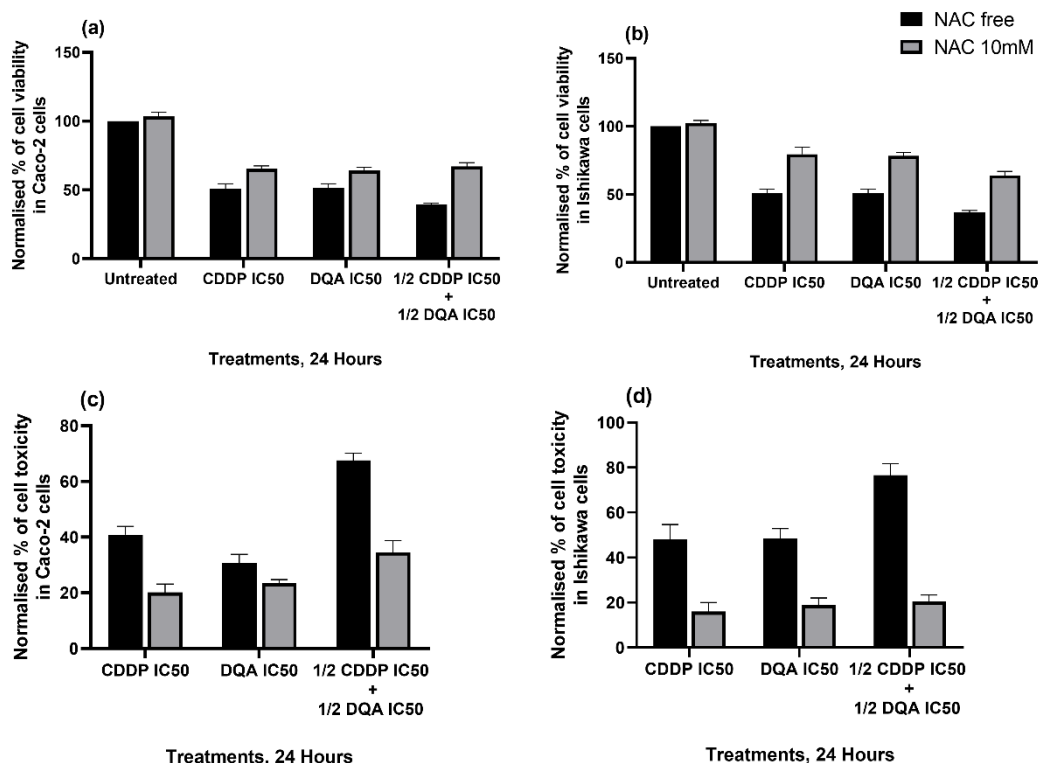 NAC free
NAC 10mM
(a)
Normalised % of cell viability
in Caco-2 cells
150
100
50
0
Untreated
CDDP IC50
DQA IC50
1/2 CDDP IC50
+
1/2 DQA IC50
Treatments, 24 Hours
(b)
Normalised % of cell viability
in Ishikawa cells
150
100
50
0
Untreated
CDDP IC50
DQA IC50
1/2 CDDP IC50
+
1/2 DQA IC50
Treatments, 24 Hours
(c)
Normalised % of cell toxicity
in Caco-2 cells
80
60
40
20
0
CDDP IC50
DQA IC50
1/2 CDDP IC50
+
1/2 DQA IC50
Treatments, 24 Hours
(d)
Normalised % of cell toxicity
in Ishikawa cells
100
80
60
40
20
0
CDDP IC50
DQA IC50
1/2 CDDP IC50
+
1/2 DQA IC50
Treatments, 24 Hours